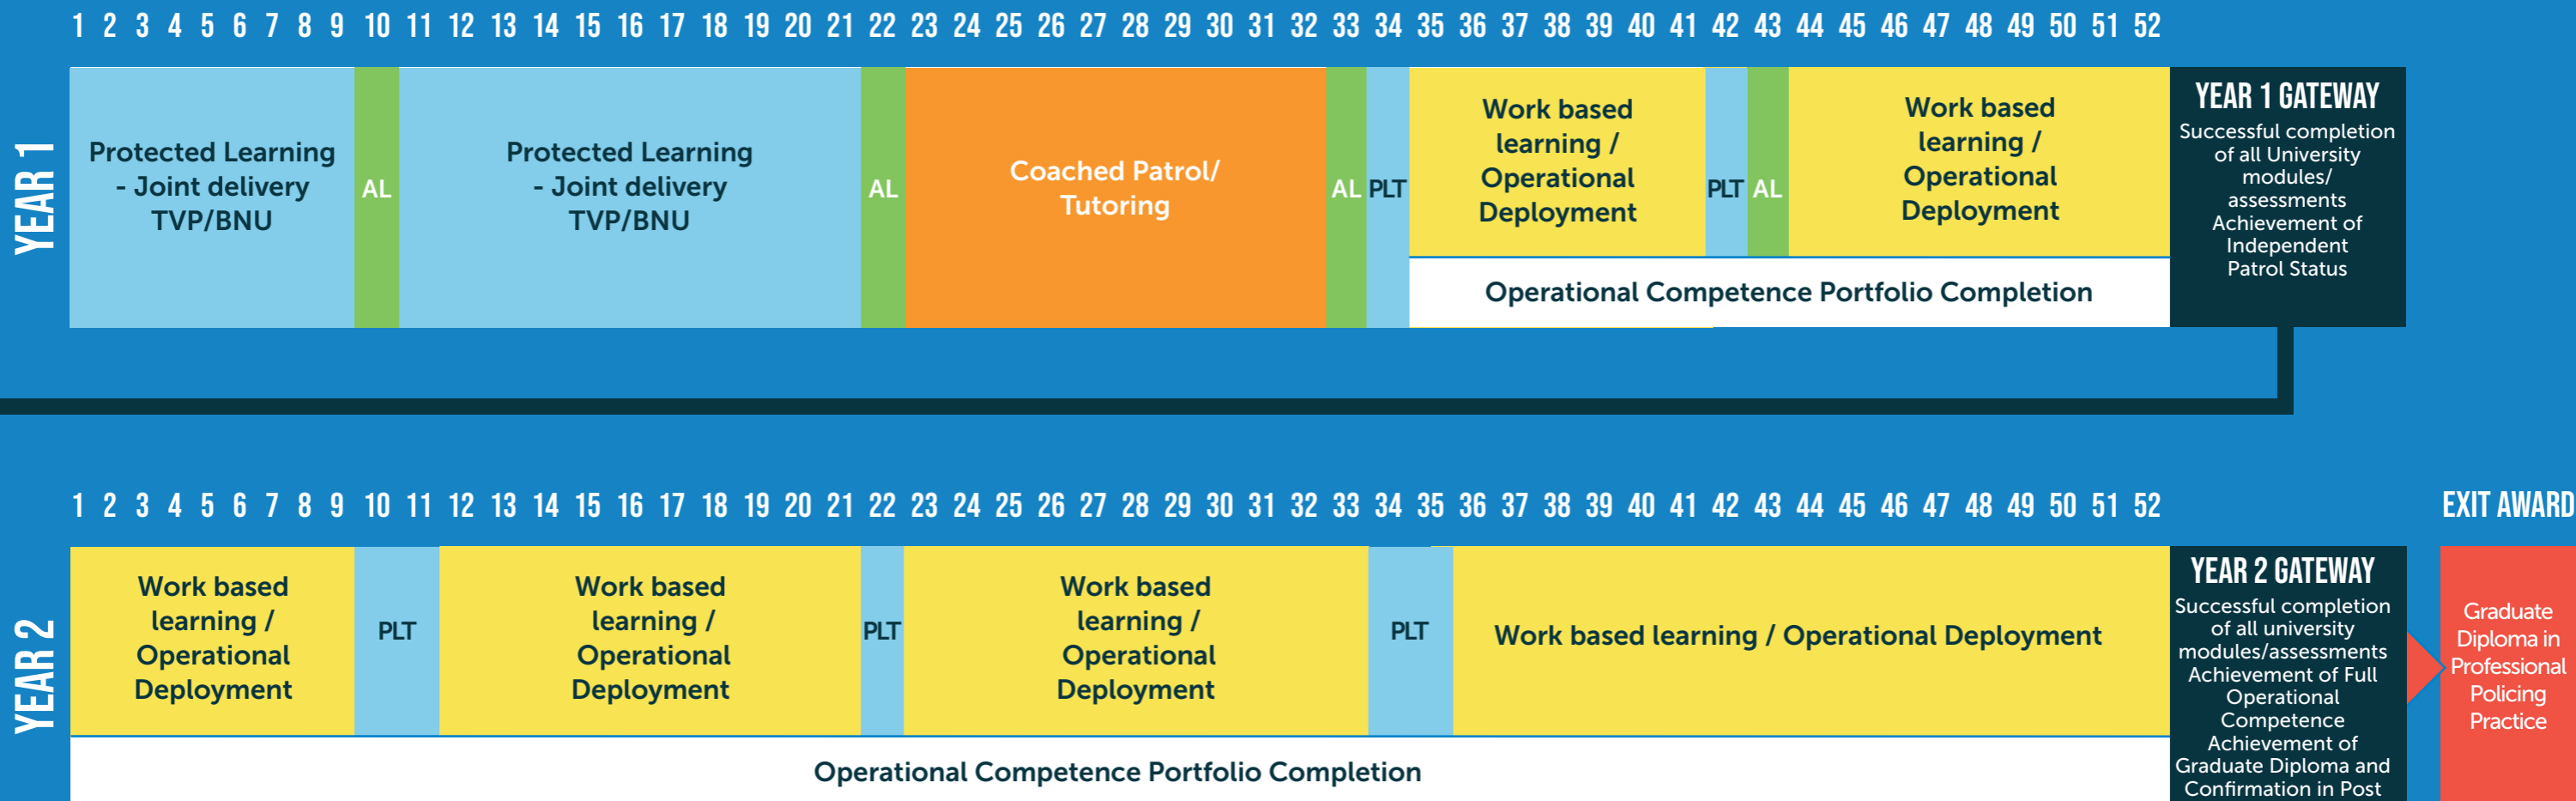 1 2 3 4 5 6 7 8 9 10 11 12 13 14 15 16 17 18 19 20 21 22 23 24 25 26 27 28 29 30 31 32 33 34 35 36 37 38 39 40 41 42 43 44 45 46 47 48 49 50 51 52
YEAR 1
Protected Learning
- Joint delivery
TVP/BNU
AL
Protected Learning
- Joint delivery
TVP/BNU
AL
Coached Patrol/
Tutoring
AL
PLT
Work based
learning /
Operational
Deployment
PLT
AL
Work based
learning /
Operational
Deployment
Operational Competence Portfolio Completion
YEAR 1 GATEWAY
Successful completion
of all University
modules/
assessments
Achievement of
Independent
Patrol Status
1 2 3 4 5 6 7 8 9 10 11 12 13 14 15 16 17 18 19 20 21 22 23 24 25 26 27 28 29 30 31 32 33 34 35 36 37 38 39 40 41 42 43 44 45 46 47 48 49 50 51 52
YEAR 2
Work based
learning /
Operational
Deployment
PLT
Work based
learning /
Operational
Deployment
PLT
Work based
learning /
Operational
Deployment
PLT
Work based learning / Operational Deployment
Operational Competence Portfolio Completion
YEAR 2 GATEWAY
Successful completion
of all university
modules/assessments
Achievement of Full
Operational
Competence
Achievement of
Graduate Diploma and
Confirmation in Post
EXIT AWARD
Graduate
Diploma in
Professional
Policing
Practice